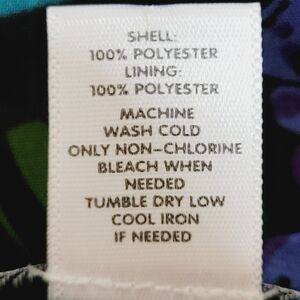 SHELL:
100% POLYESTER
LINING:
100% POLYESTER
MACHINE
WASH COLD
ONLY NON-CHLORINE
BLEACH WHEN
NEEDED
TUMBLE DRY LOW
COOL IRON
IF NEEDED